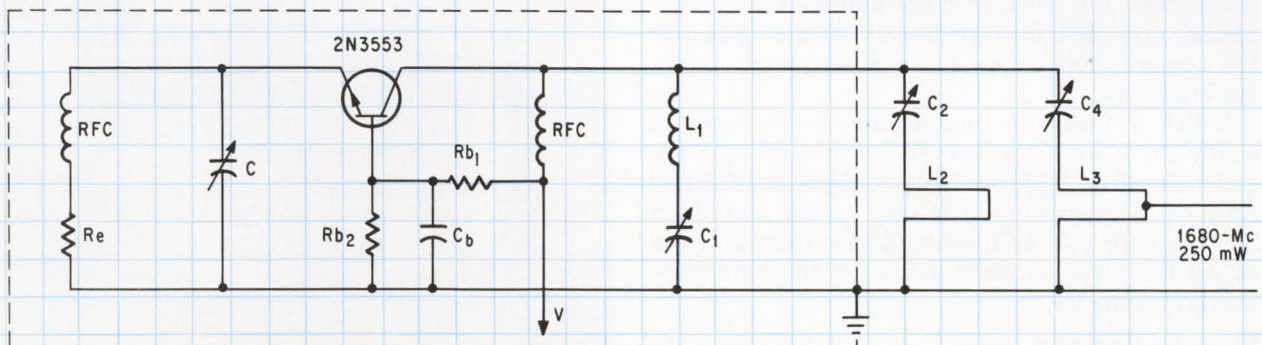 2N3553
RFC
C
Re
Rb1
Rb2
Cb
RFC
V
L1
C1
C2
L2
C4
L3
1680-Mc
250 mW